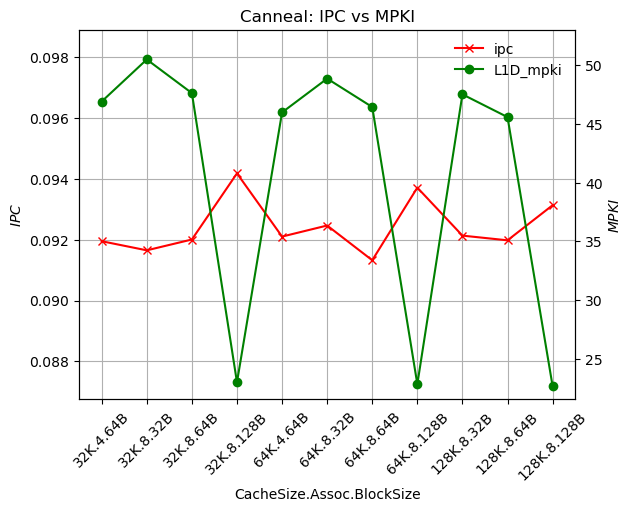 Canneal: IPC vs MPKI
ipc
L1D_mpki
0.098
0.096
0.094
0.092
0.090
0.088
IPC
50
45
40
35
30
25
MPKI
32K.4.64B
32K.8.32B
32K.8.64B
32K.8.128B
64K.4.64B
64K.8.32B
64K.8.64B
64K.8.128B
128K.8.32B
128K.8.64B
128K.8.128B
CacheSize.Assoc.BlockSize